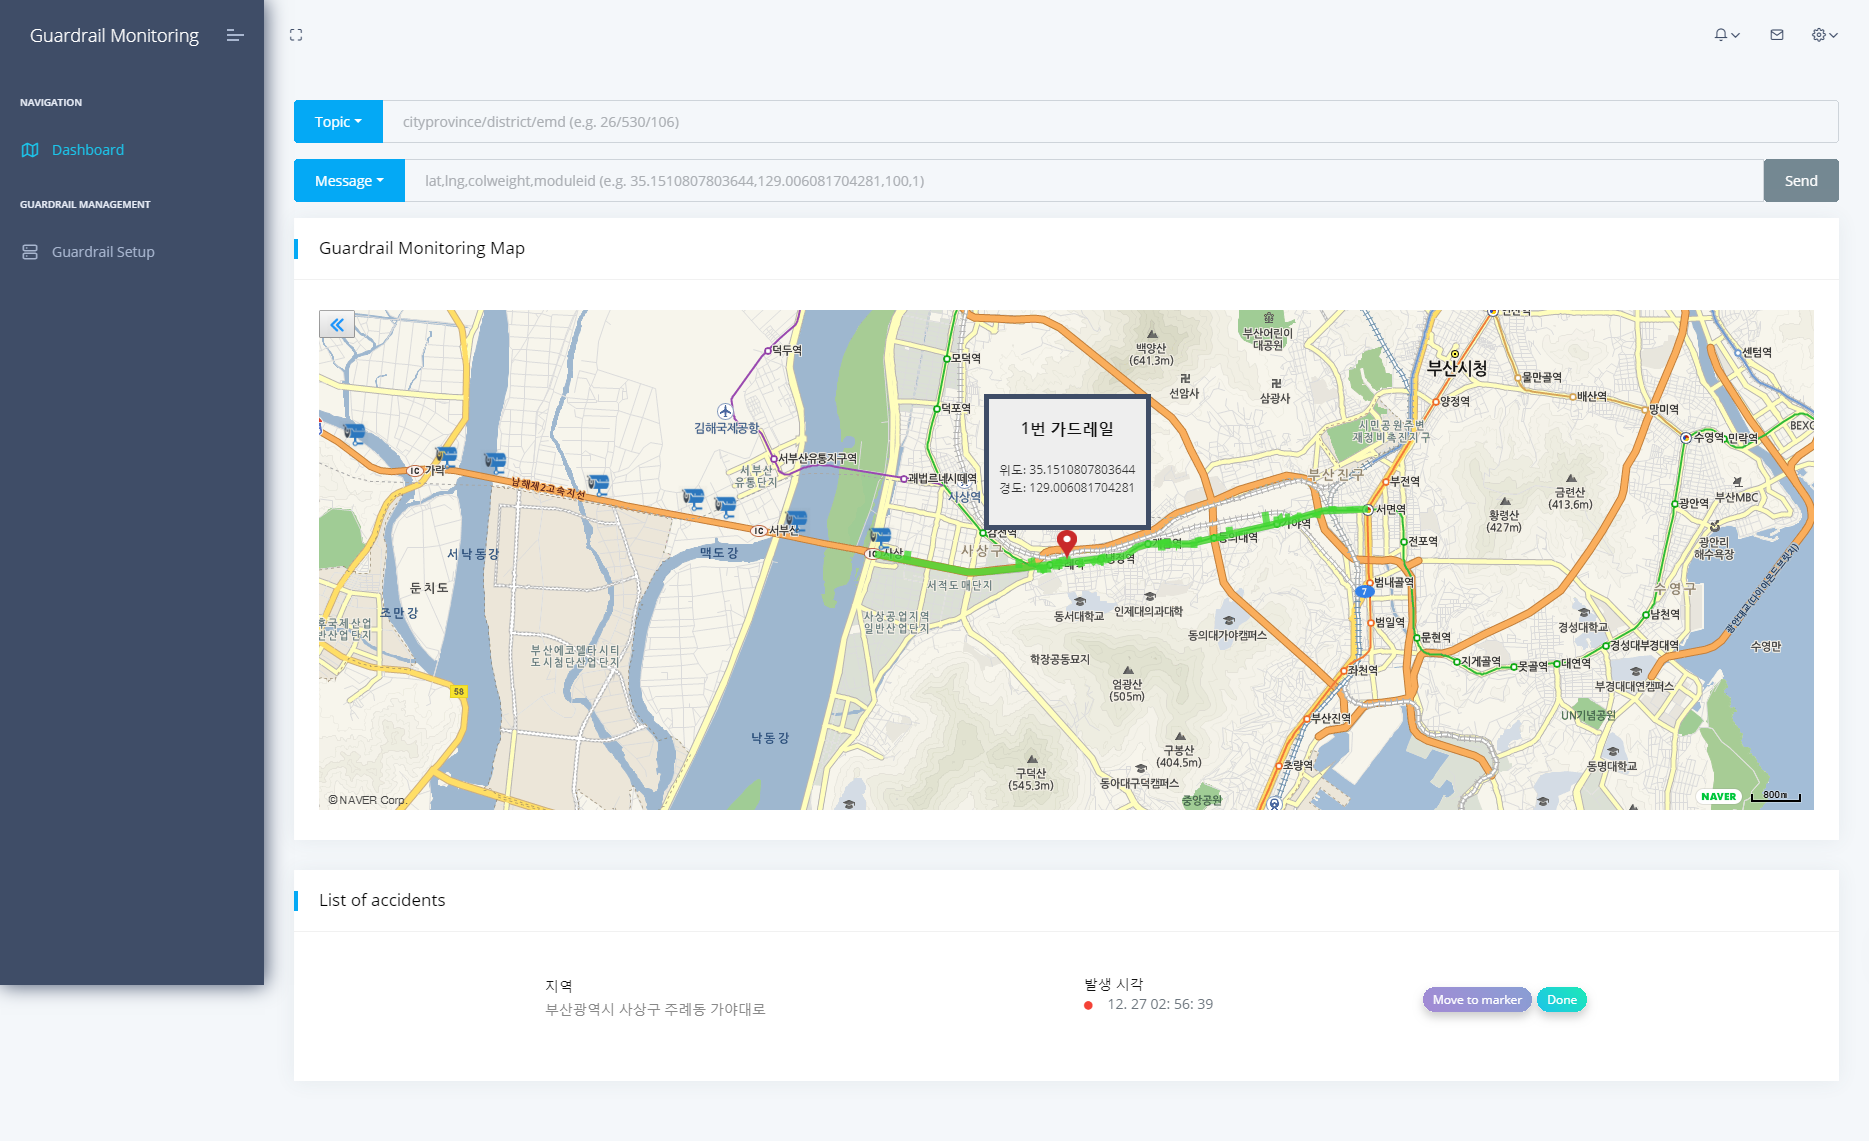 Guardrail Monitoring
NAVIGATION
Dashboard
GUARDRAIL MANAGEMENT
Guardrail Setup
Topic
cityprovince/district/emd (e.g. 26/530/106)
Message
lat,lng,colweight,moduleid (e.g. 35.1510807803644,129.006081704281,100,1)
Send
Guardrail Monitoring Map
덕두역
모덕역
백양산
(641.3m)
부산어린이
대공원
센텀역
부산시청
물만골역
선암사
삼광사
배산역
양정역
망미역
덕포역
김해국제공항
시민공원주변
재정비촉진지구
수영역
민락역
BEXC
1번 가드레일
위도: 35.1510807803644
경도: 129.006081704281
IC 가락
서부산유통지구역
서부산
유통단지
괘법르네시떼역
사상역
부산진구
부전역
금련산
(413.6m)
부산MBC
광안역
남해제2고속지선
황령산
(427m)
서면역
가야역
동의대역
IC 서부산
감전역
전포역
광안리
해수욕장
서낙동강
맥도강
IC 사상
사상구
냉정역
서적도매단지
둔치도
조만강
범내골역
7
수영구
광안대교(다이아몬드브릿지)
동서대학교
인제대의과대학
사상공업지역
일반산업단지
동의대가야캠퍼스
범일역
경성대학교
남천역
문현역
경성대부경대역
수영만
부산에코델타시티
도시첨단산업단지
학장공동묘지
지게골역
못골역
대연역
좌천역
엄광산
(505m)
부경대대연캠퍼스
58
UN기념공원
부산진역
낙동강
구봉산
(404.5m)
초량역
동명대학교
구덕산
(545.3m)
동아대구덕캠퍼스
중앙공원
© NAVER Corp.
NAVER
800m
List of accidents
지역
부산광역시 사상구 주례동 가야대로
발생 시각
12. 27 02: 56: 39
Move to marker
Done